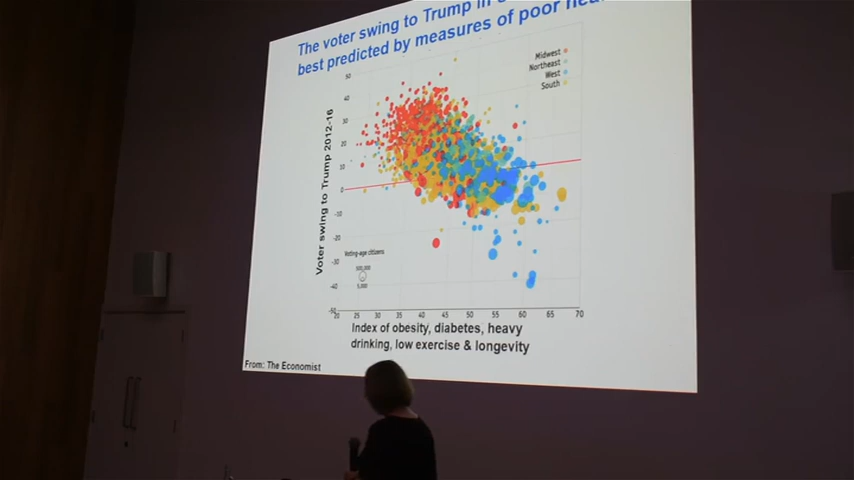 The voter swing to Trump in
best predicted by measures of poor
Midwest
Northeast
West
South
Voter swing to Trump 2012-16
50
40
30
20
10
0
-10
-20
-30
-40
-50
Voting-age citizens
500,000
5,000
20 25 30 35 40 45 50 55 60 65 70
Index of obesity, diabetes, heavy
drinking, low exercise & longevity
From: The Economist